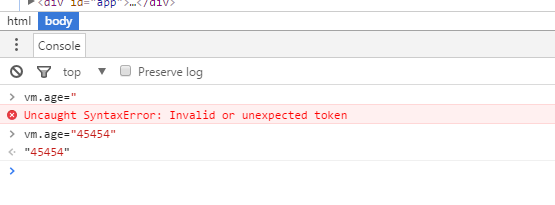 <div id="app">…</div>
html body
Console
top Preserve log
vm.age="
Uncaught SyntaxError: Invalid or unexpected token
vm.age="45454"
"45454"